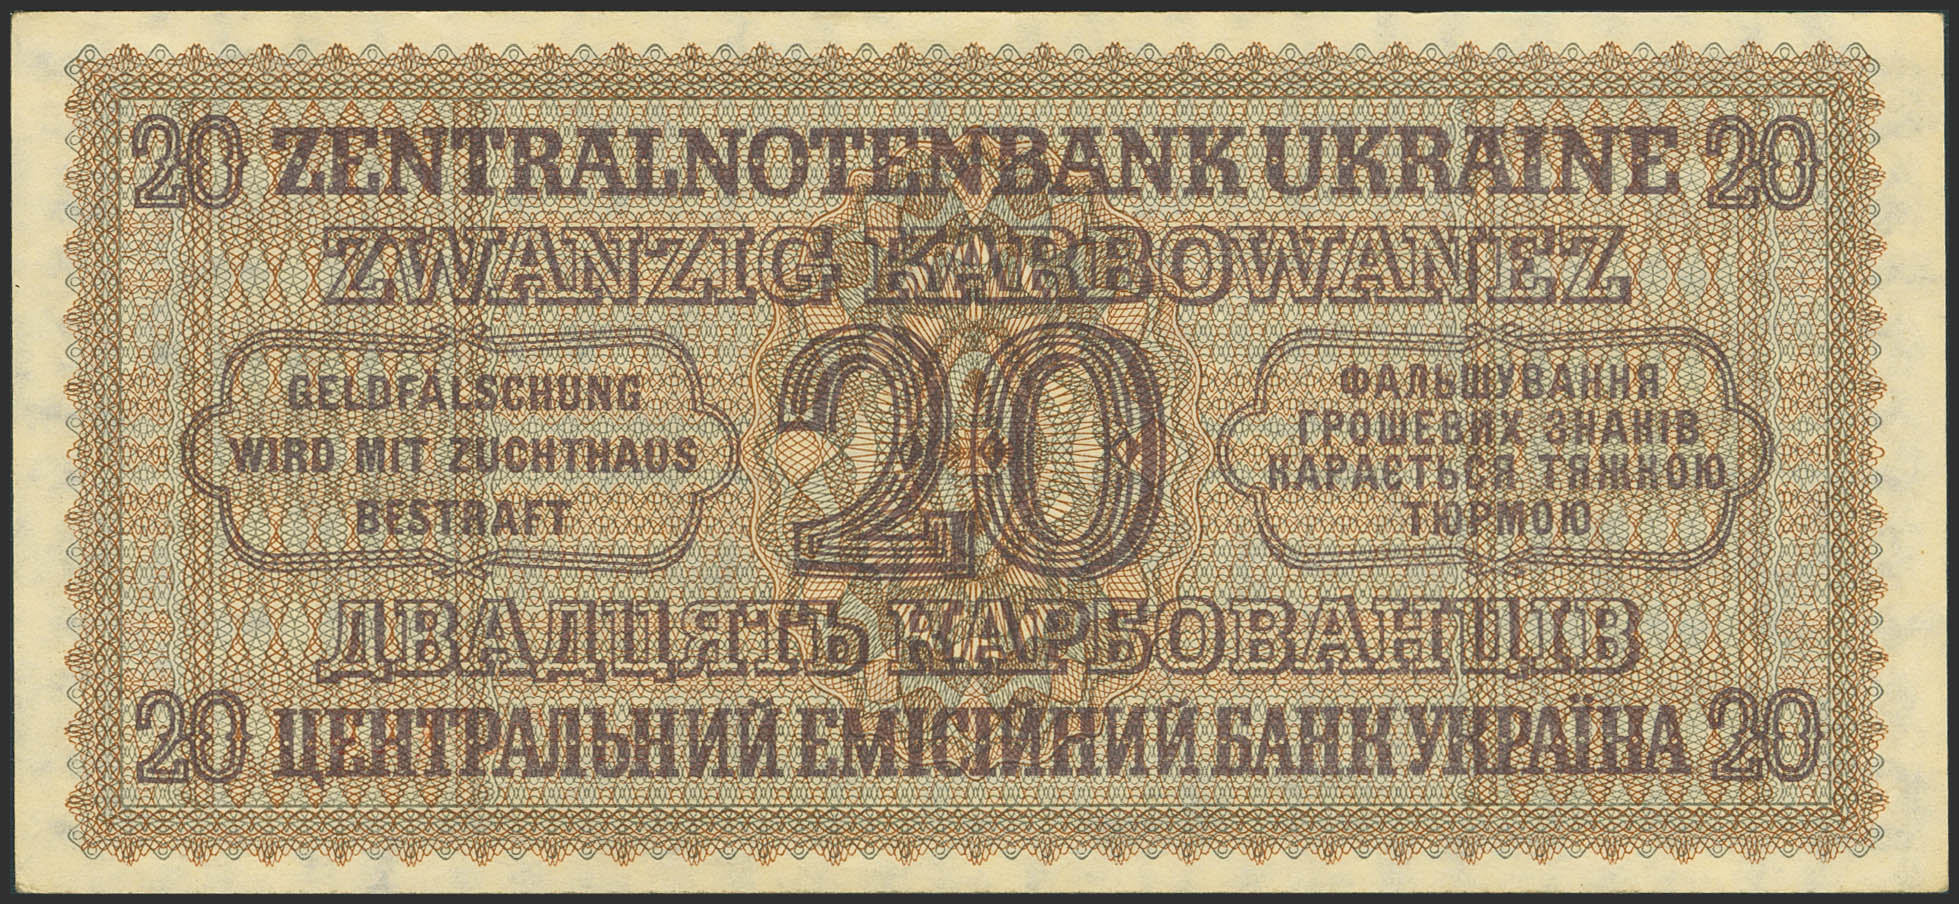 20 ZENTRALNOTENBANK UKRAINE 20
ZWANZIG KARBOWANEZ
GELDFÄLSCHUNG
WIRD MIT ZUCHTHAUS
BESTRAFT
20
ФАЛЬШУВАННЯ
ГРОШЕВИХ ЗНАКІВ
КАРАЄТЬСЯ ТЯЖКОЮ
ТЮРМОЮ
ДВАДЦЯТЬ КАРБОВАНЦІВ
20 ЦЕНТРАЛЬНИЙ ЕМІСІЙНИЙ БАНК УКРАЇНА 20